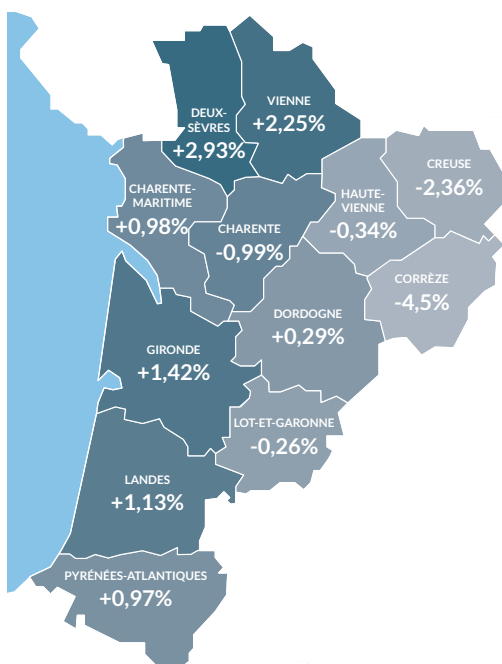 VIENNE
+2,25%
DEUX-
SÈVRES
+2,93%
CREUSE
-2,36%
CHARENTE-
MARITIME
+0,98%
HAUTE-
VIENNE
-0,34%
CHARENTE
-0,99%
CORRÈZE
-4,5%
DORDOGNE
+0,29%
GIRONDE
+1,42%
LOT-ET-GARONNE
-0,26%
LANDES
+1,13%
PYRÉNÉES-ATLANTIQUES
+0,97%